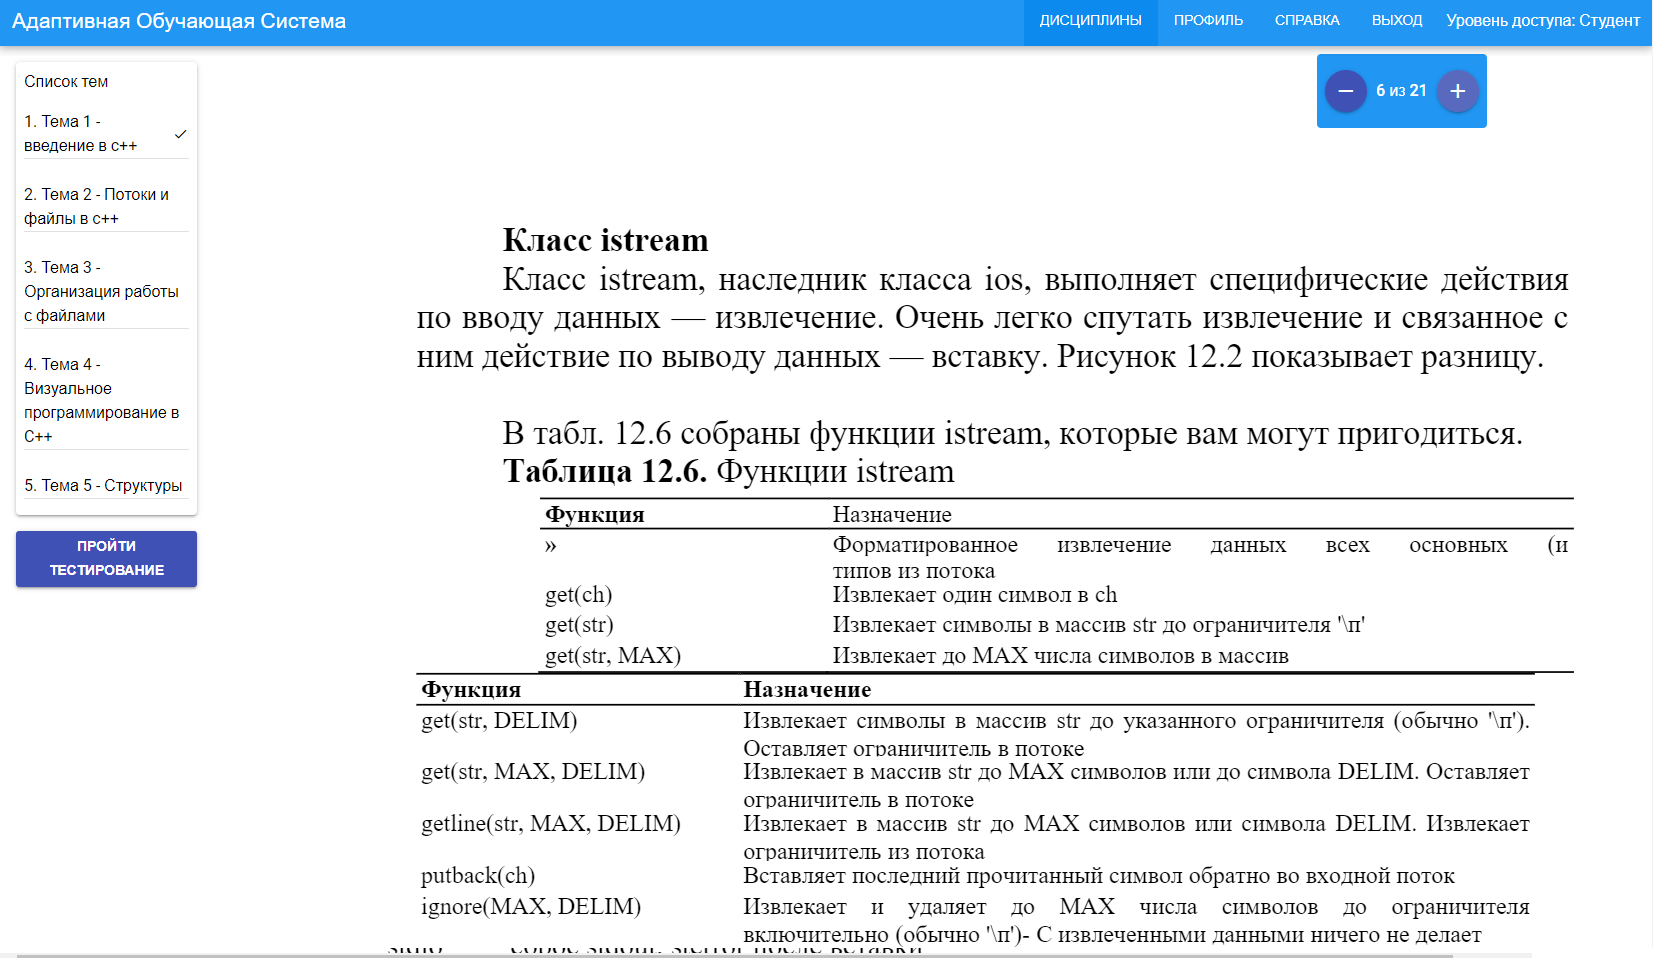 Адаптивная Обучающая Система
ДИСЦИПЛИНЫ ПРОФИЛЬ СПРАВКА ВЫХОД Уровень доступа: Студент
Список тем
1. Тема 1 -
введение в с++
2. Тема 2 - Потоки и
файлы в с++
3. Тема 3 -
Организация работы
с файлами
4. Тема 4 -
Визуальное
программирование в
С++
5. Тема 5 - Структуры
ПРОЙТИ
ТЕСТИРОВАНИЕ
6 из 21
Класс istream
Класс istream, наследник класса ios, выполняет специфические действия
по вводу данных — извлечение. Очень легко спутать извлечение и связанное с
ним действие по выводу данных — вставку. Рисунок 12.2 показывает разницу.
В табл. 12.6 собраны функции istream, которые вам могут пригодиться.
Таблица 12.6. Функции istream
Функция Назначение
» Форматированное извлечение данных всех основных (и
типов из потока
get(ch) Извлекает один символ в ch
get(str) Извлекает символы в массив str до ограничителя '\п'
get(str, MAX) Извлекает до MAX числа символов в массив
Функция Назначение
get(str, DELIM) Извлекает символы в массив str до указанного ограничителя (обычно '\п').
Оставляет ограничитель в потоке
get(str, MAX, DELIM) Извлекает в массив str до MAX символов или до символа DELIM. Оставляет
ограничитель в потоке
getline(str, MAX, DELIM) Извлекает в массив str до MAX символов или символа DELIM. Извлекает
ограничитель из потока
putback(ch) Вставляет последний прочитанный символ обратно во входной поток
ignore(MAX, DELIM) Извлекает и удаляет до MAX числа символов до ограничителя
включительно (обычно '\п')- С извлеченными данными ничего не делает